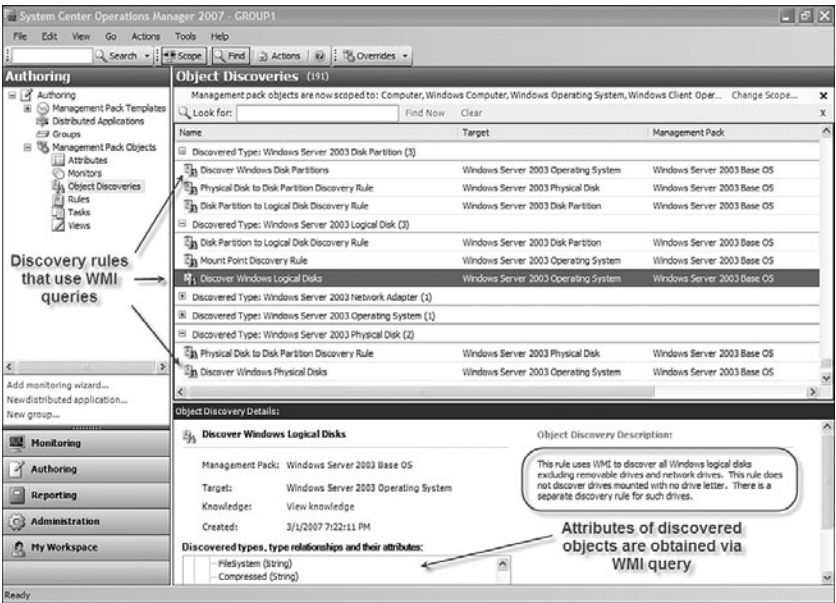 System Center Operations Manager 2007 - GROUP1
File Edit View Go Actions Tools Help
Search Scope Find Actions Overrides
Authoring
Authoring
Management Pack Templates
Distributed Applications
Groups
Management Pack Objects
Attributes
Monitors
Object Discoveries
Rules
Tasks
Views
Discovery rules
that use WMI
queries
Add monitoring wizard...
New distributed application...
New group...
Monitoring
Authoring
Reporting
Administration
My Workspace
Object Discoveries (191)
Management pack objects are now scoped to: Computer, Windows Computer, Windows Operating System, Windows Client Oper... Change Scope... x
Look for: Find Now Clear x
Name Target Management Pack
Discovered Type: Windows Server 2003 Disk Partition (3)
Discover Windows Disk Partitions Windows Server 2003 Operating System Windows Server 2003 Base OS
Physical Disk to Disk Partition Discovery Rule Windows Server 2003 Physical Disk Windows Server 2003 Base OS
Disk Partition to Logical Disk Discovery Rule Windows Server 2003 Disk Partition Windows Server 2003 Base OS
Discovered Type: Windows Server 2003 Logical Disk (3)
Disk Partition to Logical Disk Discovery Rule Windows Server 2003 Disk Partition Windows Server 2003 Base OS
Mount Point Discovery Rule Windows Server 2003 Operating System Windows Server 2003 Base OS
Discover Windows Logical Disks Windows Server 2003 Operating System Windows Server 2003 Base OS
Discovered Type: Windows Server 2003 Network Adapter (1)
Discovered Type: Windows Server 2003 Operating System (1)
Discovered Type: Windows Server 2003 Physical Disk (2)
Physical Disk to Disk Partition Discovery Rule Windows Server 2003 Physical Disk Windows Server 2003 Base OS
Discover Windows Physical Disks Windows Server 2003 Operating System Windows Server 2003 Base OS
Object Discovery Details:
Discover Windows Logical Disks
Management Pack: Windows Server 2003 Base OS
Target: Windows Server 2003 Operating System
Knowledge: View knowledge
Created: 3/1/2007 7:22:11 PM
Discovered types, type relationships and their attributes:
FileSystem (String)
Compressed (String)
Object Discovery Description:
This rule uses WMI to discover all Windows logical disks
excluding removable drives and network drives. This rule does
not discover drives mounted with no drive letter. There is a
separate discovery rule for such drives.
Attributes of discovered
objects are obtained via
WMI query
Ready